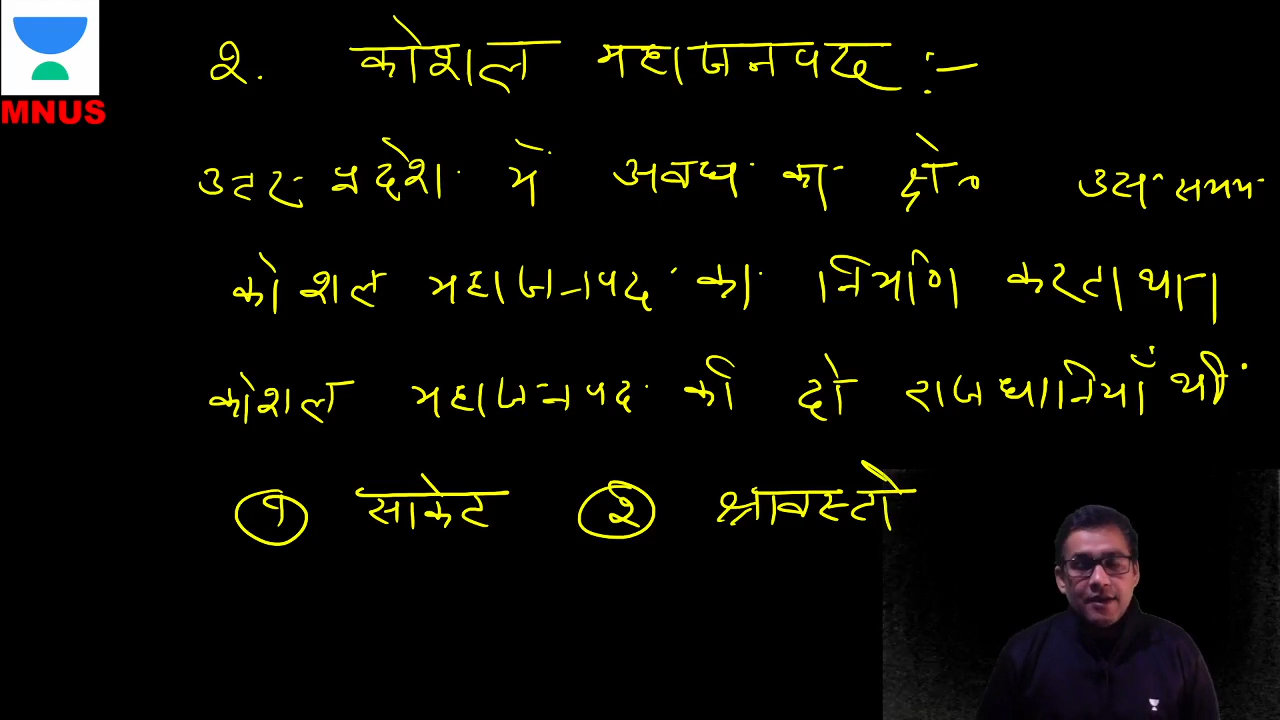 MNUS
२. कोशल महाजनपद :-
उत्तर प्रदेश में अवध का क्षेत्र उस समय
कोशल महाजनपद का निर्माण करता था।
कोशल महाजनपद की दो राजधानियाँ थीं
① साकेट ② श्रावस्ती